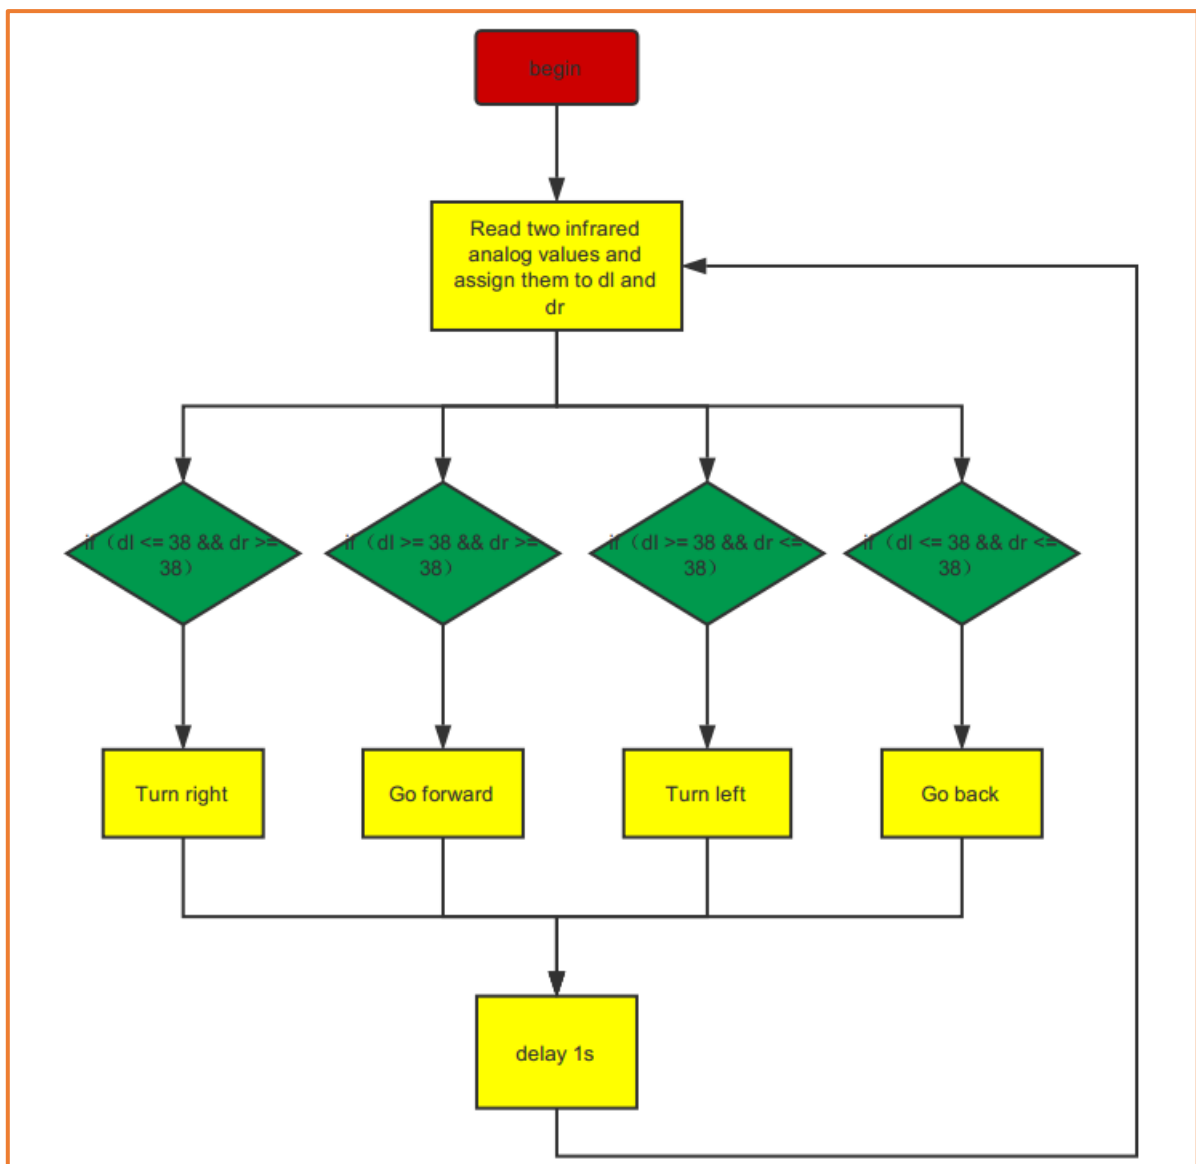 begin
Read two infrared
analog values and
assign them to dl and
dr
if（dl <= 38 && dr >=
38）
if（dl >= 38 && dr >=
38）
if（dl >= 38 && dr <=
38）
if（dl <= 38 && dr <=
38）
Turn right
Go forward
Turn left
Go back
delay 1s